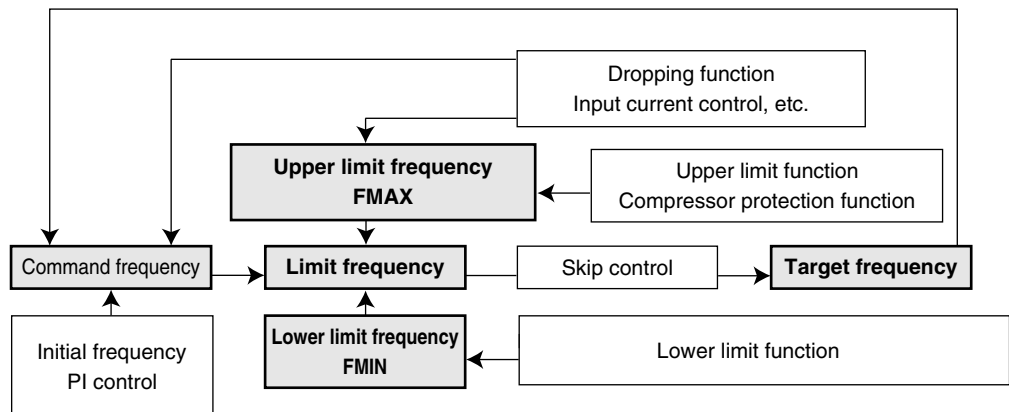 Dropping function
Input current control, etc.
Upper limit frequency
FMAX
Upper limit function
Compressor protection function
Command frequency
Limit frequency
Skip control
Target frequency
Initial frequency
PI control
Lower limit frequency
FMIN
Lower limit function